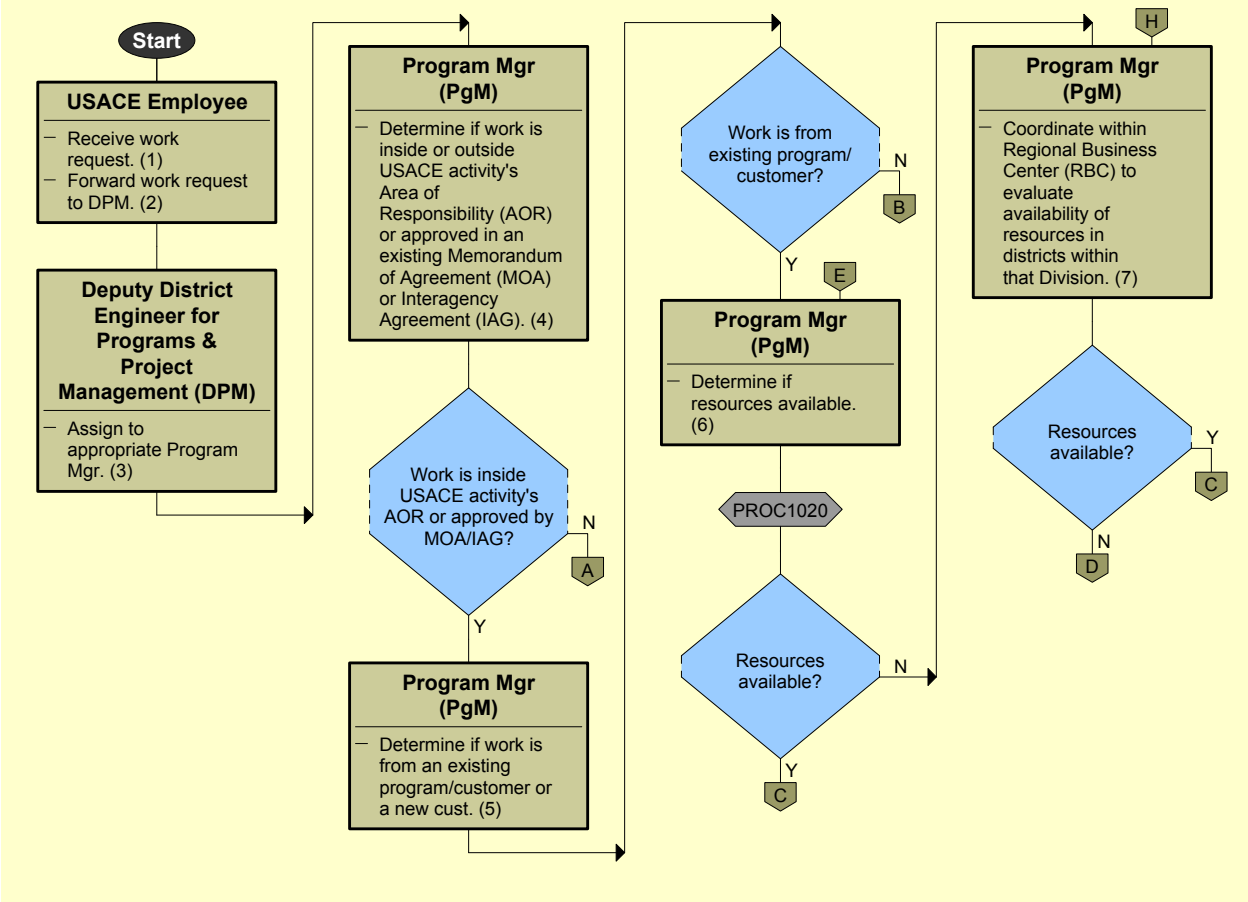 Start
USACE Employee
— Receive work
request. (1)
— Forward work request
to DPM. (2)
Deputy District
Engineer for
Programs &
Project
Management (DPM)
— Assign to
appropriate Program
Mgr. (3)
Program Mgr
(PgM)
— Determine if work is
inside or outside
USACE activity's
Area of
Responsibility (AOR)
or approved in an
existing Memorandum
of Agreement (MOA)
or Interagency
Agreement (IAG). (4)
Work is inside
USACE activity's
AOR or approved by
MOA/IAG?
N
A
Y
Program Mgr
(PgM)
— Determine if work is
from an existing
program/customer or
a new cust. (5)
Work is from
existing program/
customer?
N
B
Y
E
Program Mgr
(PgM)
— Determine if
resources available.
(6)
PROC1020
Resources
available?
N
Y
C
H
Program Mgr
(PgM)
— Coordinate within
Regional Business
Center (RBC) to
evaluate
availability of
resources in
districts within
that Division. (7)
Resources
available?
Y
C
N
D